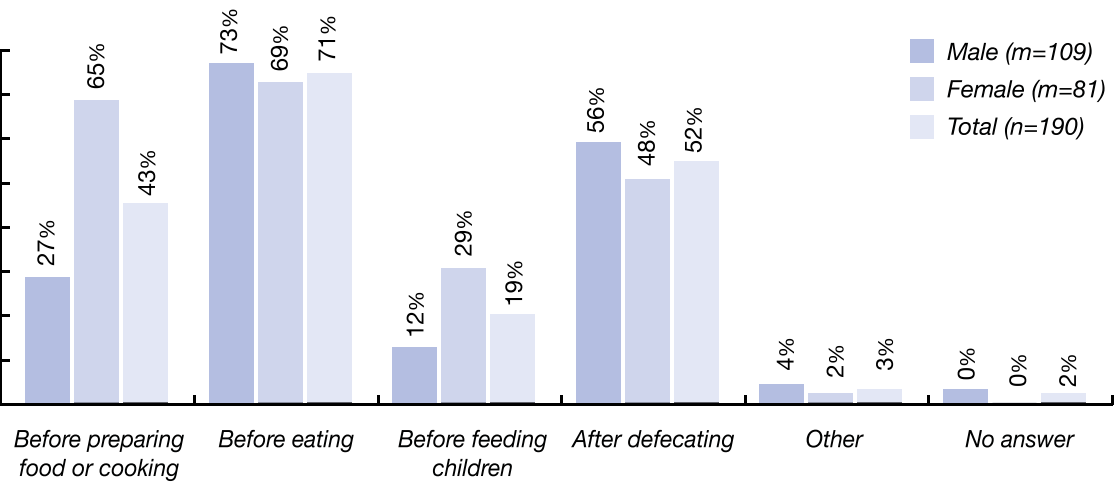 73%
69%
71%
65%
43%
27%
12%
29%
19%
56%
48%
52%
4%
2%
3%
0%
0%
2%
Male (m=109)
Female (m=81)
Total (n=190)
Before preparing
food or cooking
Before eating
Before feeding
children
After defecating
Other
No answer